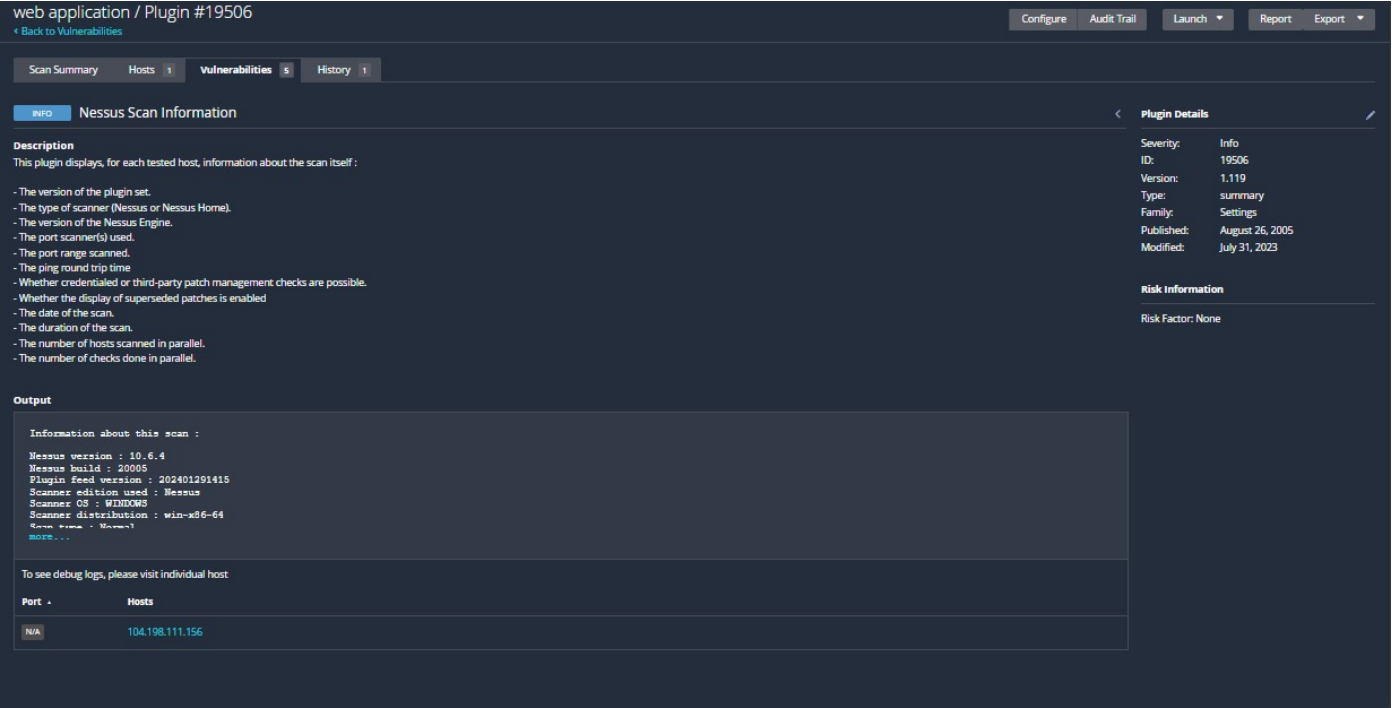 web application / Plugin #19506
< Back to Vulnerabilities
Configure Audit Trail Launch Report Export
Scan Summary Hosts 1 Vulnerabilities 5 History 1
INFO Nessus Scan Information
Description
This plugin displays, for each tested host, information about the scan itself :
- The version of the plugin set.
- The type of scanner (Nessus or Nessus Home).
- The version of the Nessus Engine.
- The port scanner(s) used.
- The port range scanned.
- The ping round trip time
- Whether credentialed or third-party patch management checks are possible.
- Whether the display of superseded patches is enabled
- The date of the scan.
- The duration of the scan.
- The number of hosts scanned in parallel.
- The number of checks done in parallel.
Output
Information about this scan :
Nessus version : 10.6.4
Nessus build : 20005
Plugin feed version : 202401291415
Scanner edition used : Nessus
Scanner OS : WINDOWS
Scanner distribution : win-x86-64
Scan type : Normal
more...
To see debug logs, please visit individual host
Port Hosts
N/A 104.198.111.156
Plugin Details
Severity: Info
ID: 19506
Version: 1.119
Type: summary
Family: Settings
Published: August 26, 2005
Modified: July 31, 2023
Risk Information
Risk Factor: None